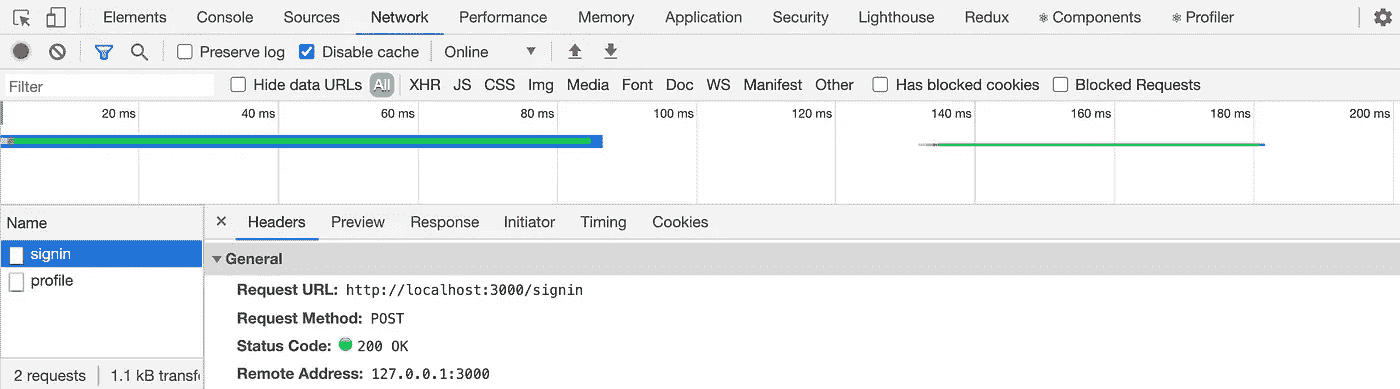 Elements Console Sources Network Performance Memory Application Security Lighthouse Redux ⚛ Components ⚛ Profiler
Preserve log Disable cache Online
Filter Hide data URLs All XHR JS CSS Img Media Font Doc WS Manifest Other Has blocked cookies Blocked Requests
20 ms 40 ms 60 ms 80 ms 100 ms 120 ms 140 ms 160 ms 180 ms 200 ms
Name Headers Preview Response Initiator Timing Cookies
signin General
profile Request URL: http://localhost:3000/signin
Request Method: POST
Status Code: 200 OK
2 requests 1.1 kB transf Remote Address: 127.0.0.1:3000